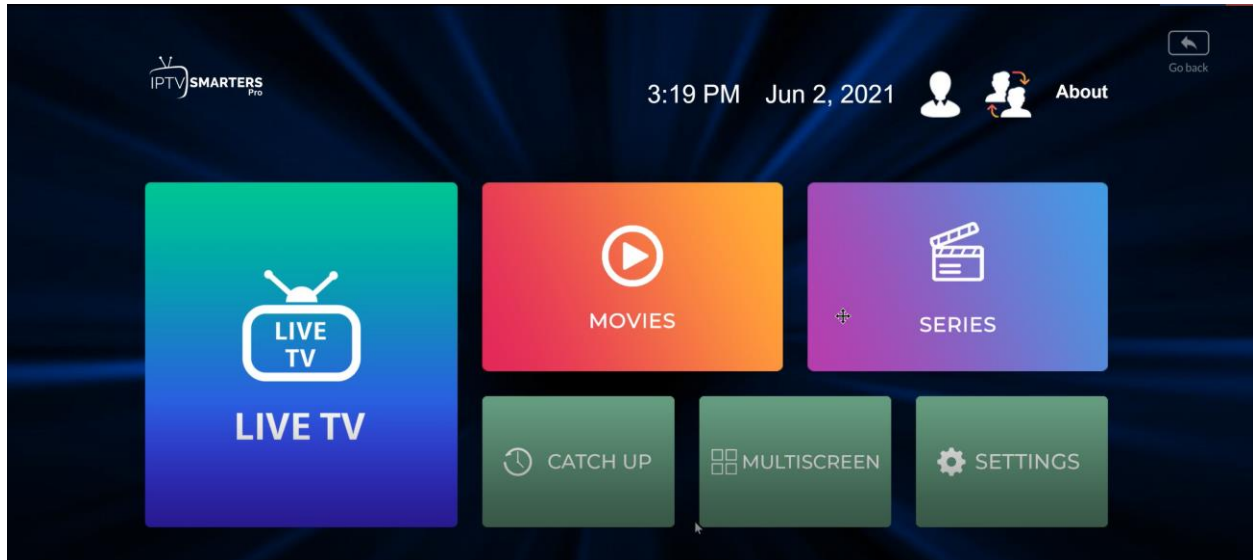 IPTV SMARTERS
Pro
3:19 PM Jun 2, 2021
About
Go back
LIVE
TV
LIVE TV
MOVIES
SERIES
CATCH UP
MULTISCREEN
SETTINGS